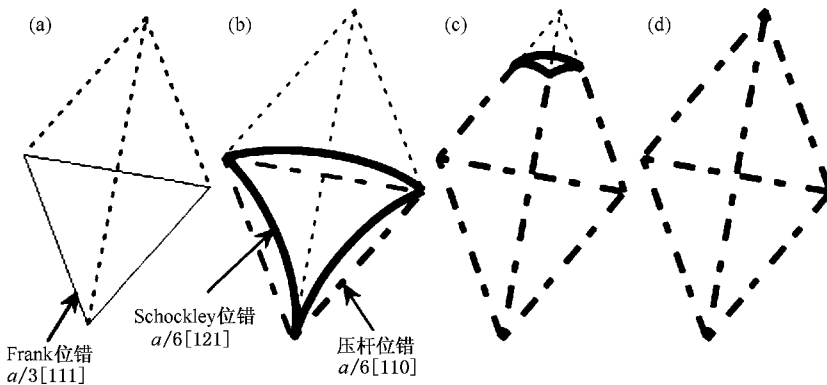 (a)
(b)
(c)
(d)
Schockley位错
a/6[121]
Frank位错
a/3[111]
压杆位错
a/6[110]